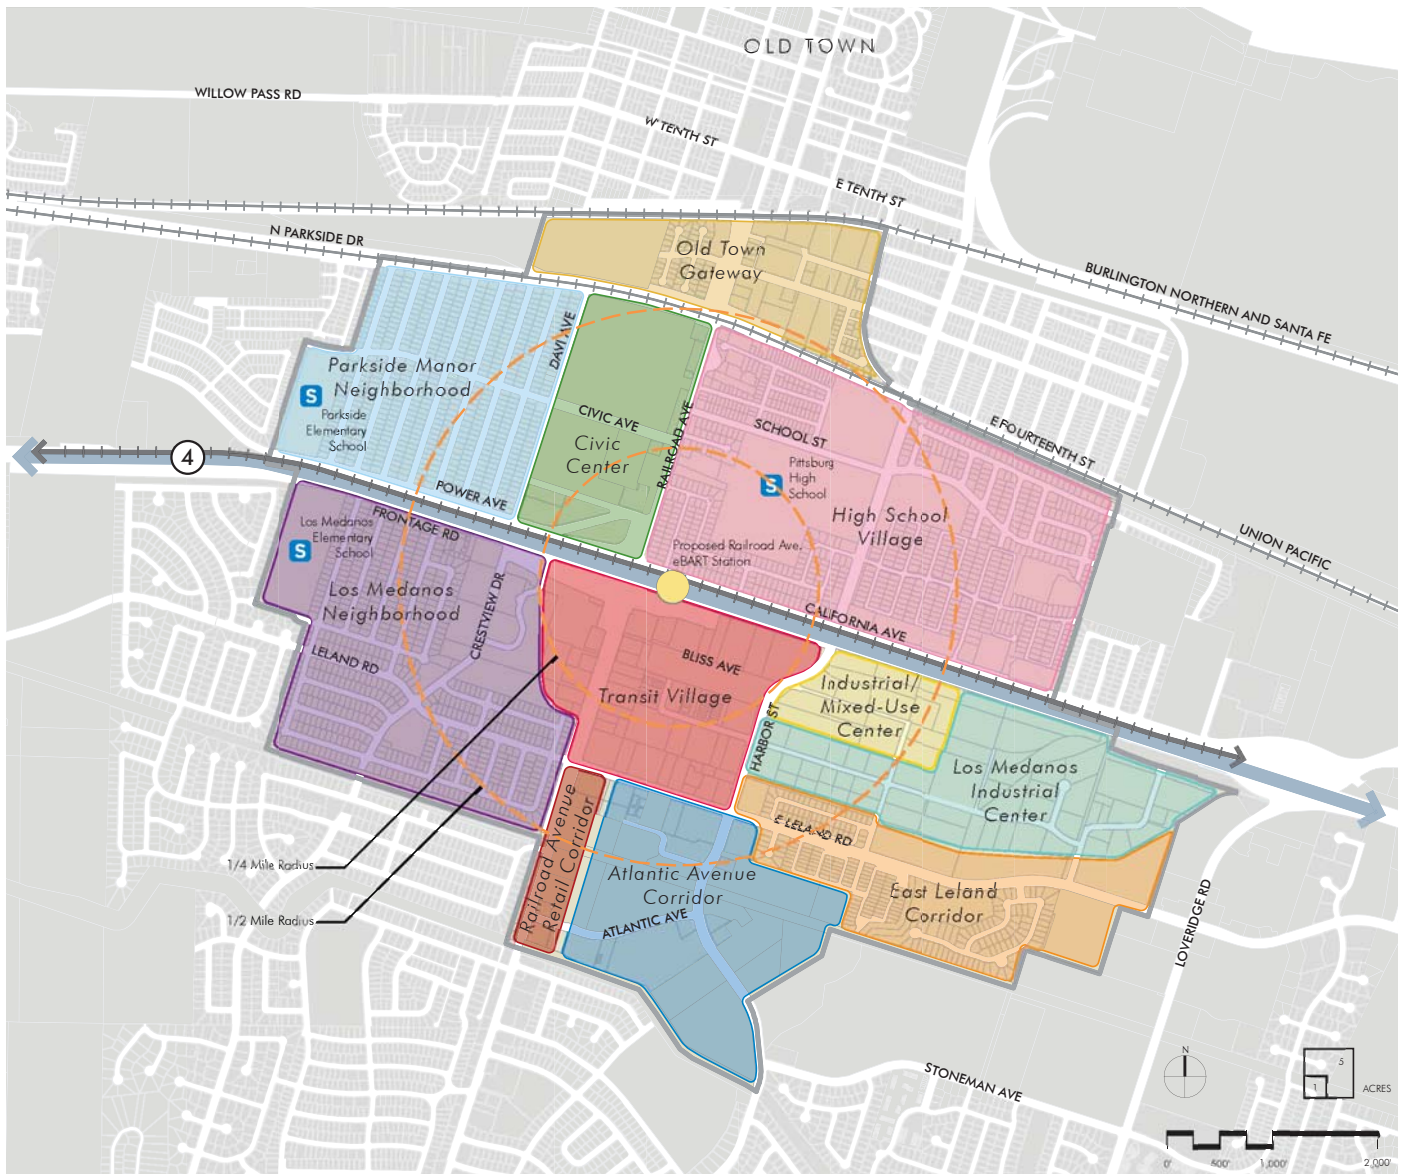 OLD TOWN
WILLOW PASS RD
W TENTH ST
E TENTH ST
N PARKSIDE DR
Old Town
Gateway
BURLINGTON NORTHERN AND SANTA FE
DAVI AVE
Parkside Manor
Neighborhood
S
Parkside
Elementary
School
CIVIC AVE
Civic
Center
RAILROAD AVE
SCHOOL ST
E FOURTEENTH ST
S
Pittsburg
High
School
High School
Village
4
POWER AVE
FRONTAGE RD
Los Medanos
Elementary
School
S
Proposed Railroad Ave.
eBART Station
UNION PACIFIC
Los Medanos
Neighborhood
CRESTVIEW DR
CALIFORNIA AVE
LELAND RD
BLISS AVE
Transit Village
Industrial/
Mixed-Use
Center
HARBOR ST
Los Medanos
Industrial
Center
E LELAND RD
1/4 Mile Radius
1/2 Mile Radius
Railroad Avenue
Retail Corridor
Atlantic Avenue
Corridor
ATLANTIC AVE
East Leland
Corridor
LOVERIDGE RD
STONEMAN AVE
N
5
1
ACRES
0' 500' 1,000' 2,000'